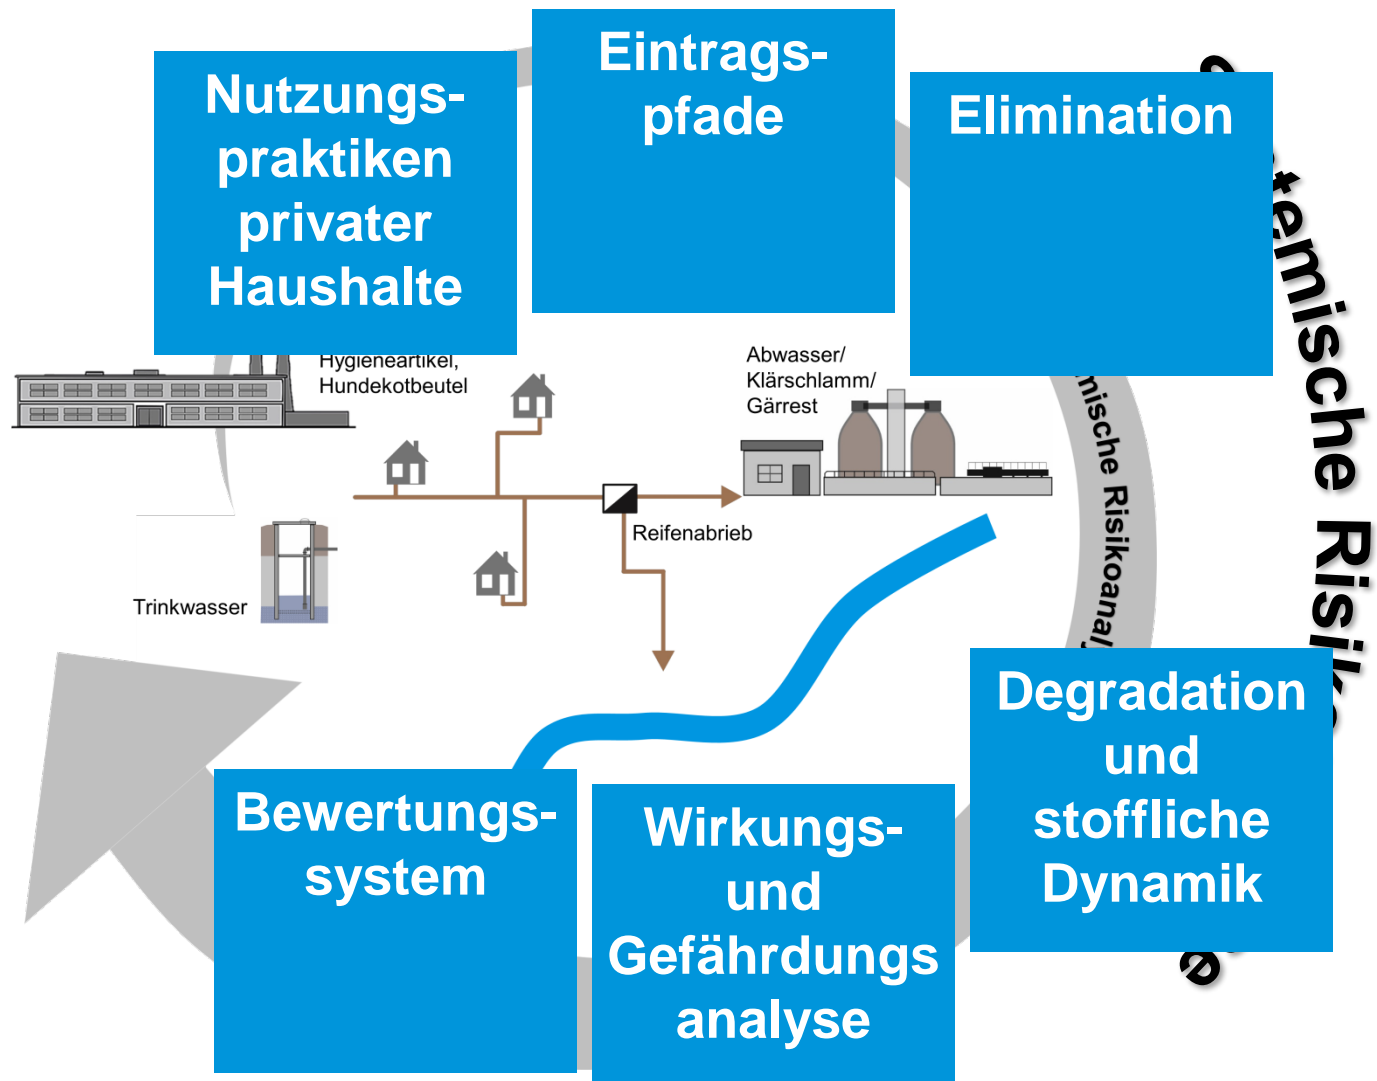 Nutzungs-
praktiken
privater
Haushalte
Eintrags-
pfade
Elimination
Hygieneartikel,
Hundekotbeutel
Abwasser/
Klärschlamm/
Gärrest
Reifenabrieb
Trinkwasser
Degradation
und
stoffliche
Dynamik
Bewertungs-
system
Wirkungs-
und
Gefährdungs
analyse